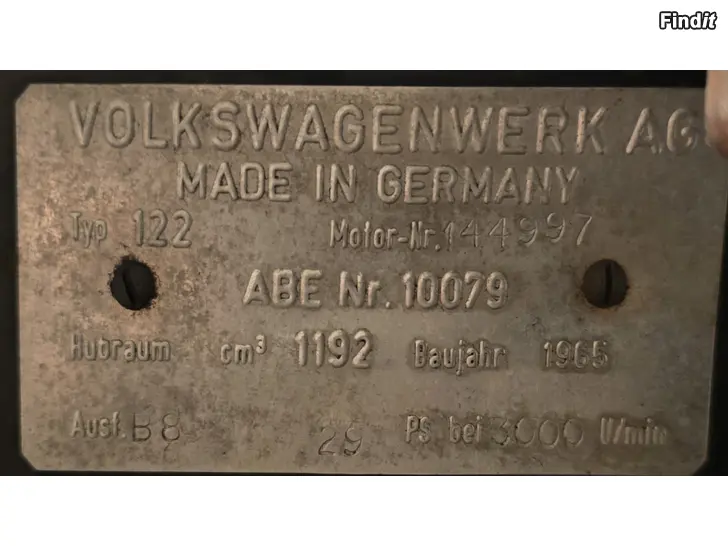 Findit
VOLKSWAGENWERK AG
MADE IN GERMANY
Typ 122 Motor-Nr. 144997
ABE Nr. 10079
Hubraum cm³ 1192 Baujahr 1965
Ausf. B8 29 PS bei 3000 U/min